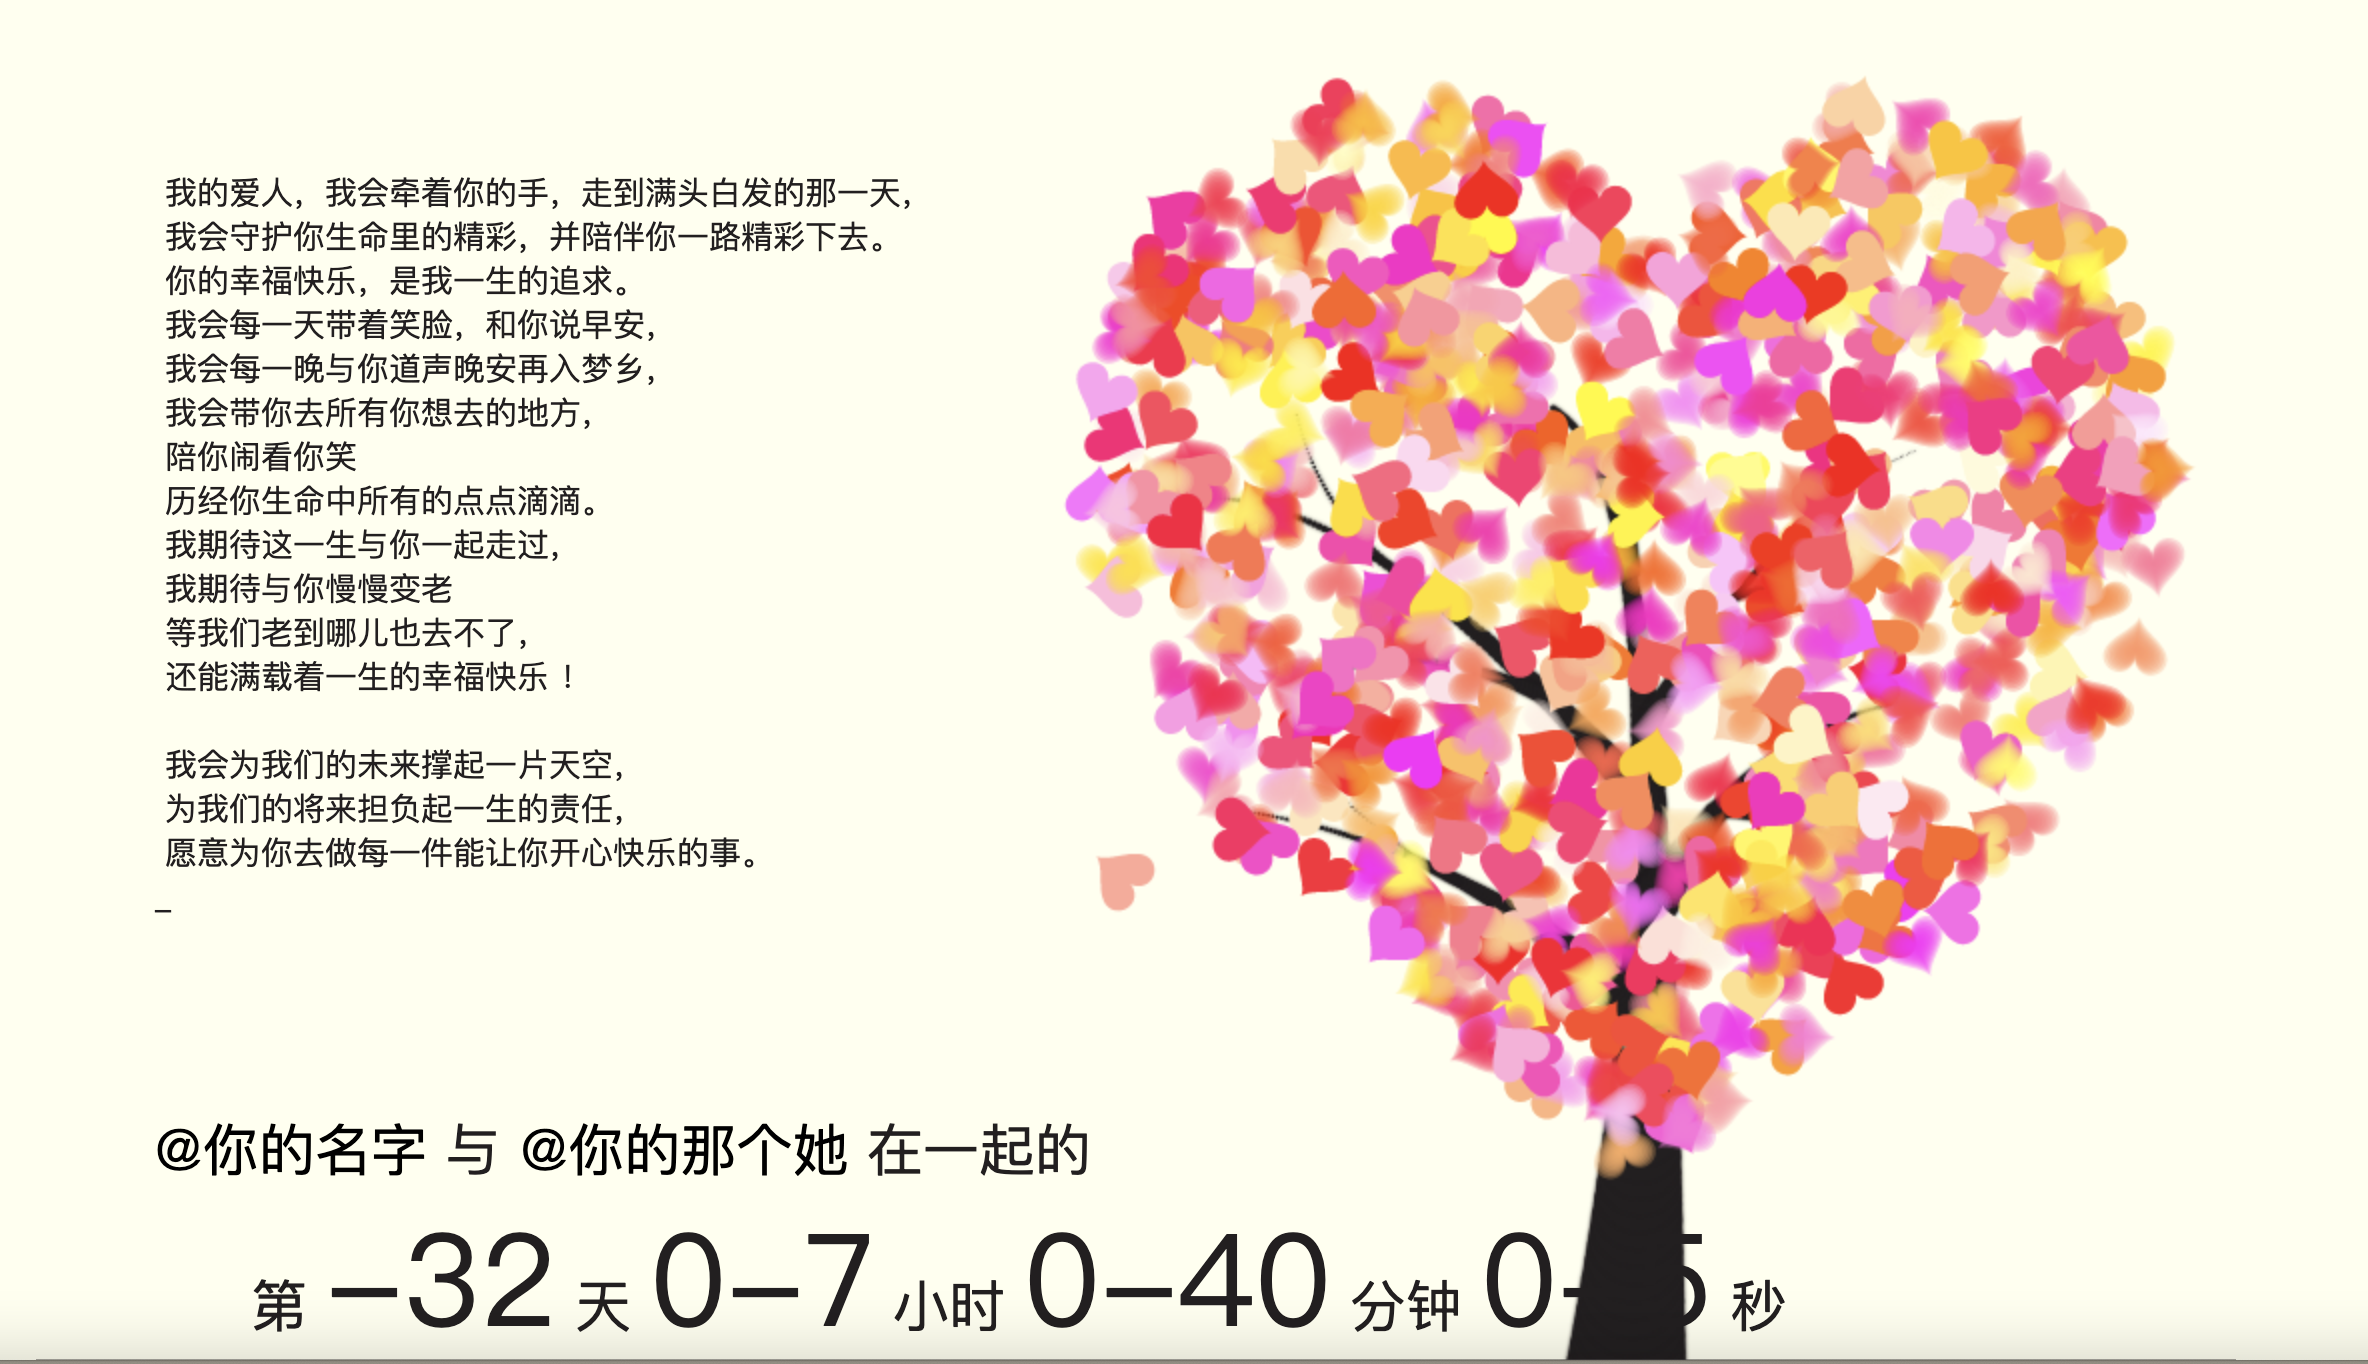 我的爱人，我会牵着你的手，走到满头白发的那一天，
我会守护你生命里的精彩，并陪伴你一路精彩下去。
你的幸福快乐，是我一生的追求。
我会每一天带着笑脸，和你说早安，
我会每一晚与你道声晚安再入梦乡，
我会带你去所有你想去的地方，
陪你闹看你笑
历经你生命中所有的点点滴滴。
我期待这一生与你一起走过，
我期待与你慢慢变老
等我们老到哪儿也去不了，
还能满载着一生的幸福快乐！
我会为我们的未来撑起一片天空，
为我们的将来担负起一生的责任，
愿意为你去做每一件能让你开心快乐的事。
_
@你的名字 与 @你的那个她 在一起的
第 -32 天 0-7 小时 0-40 分钟 0-5 秒